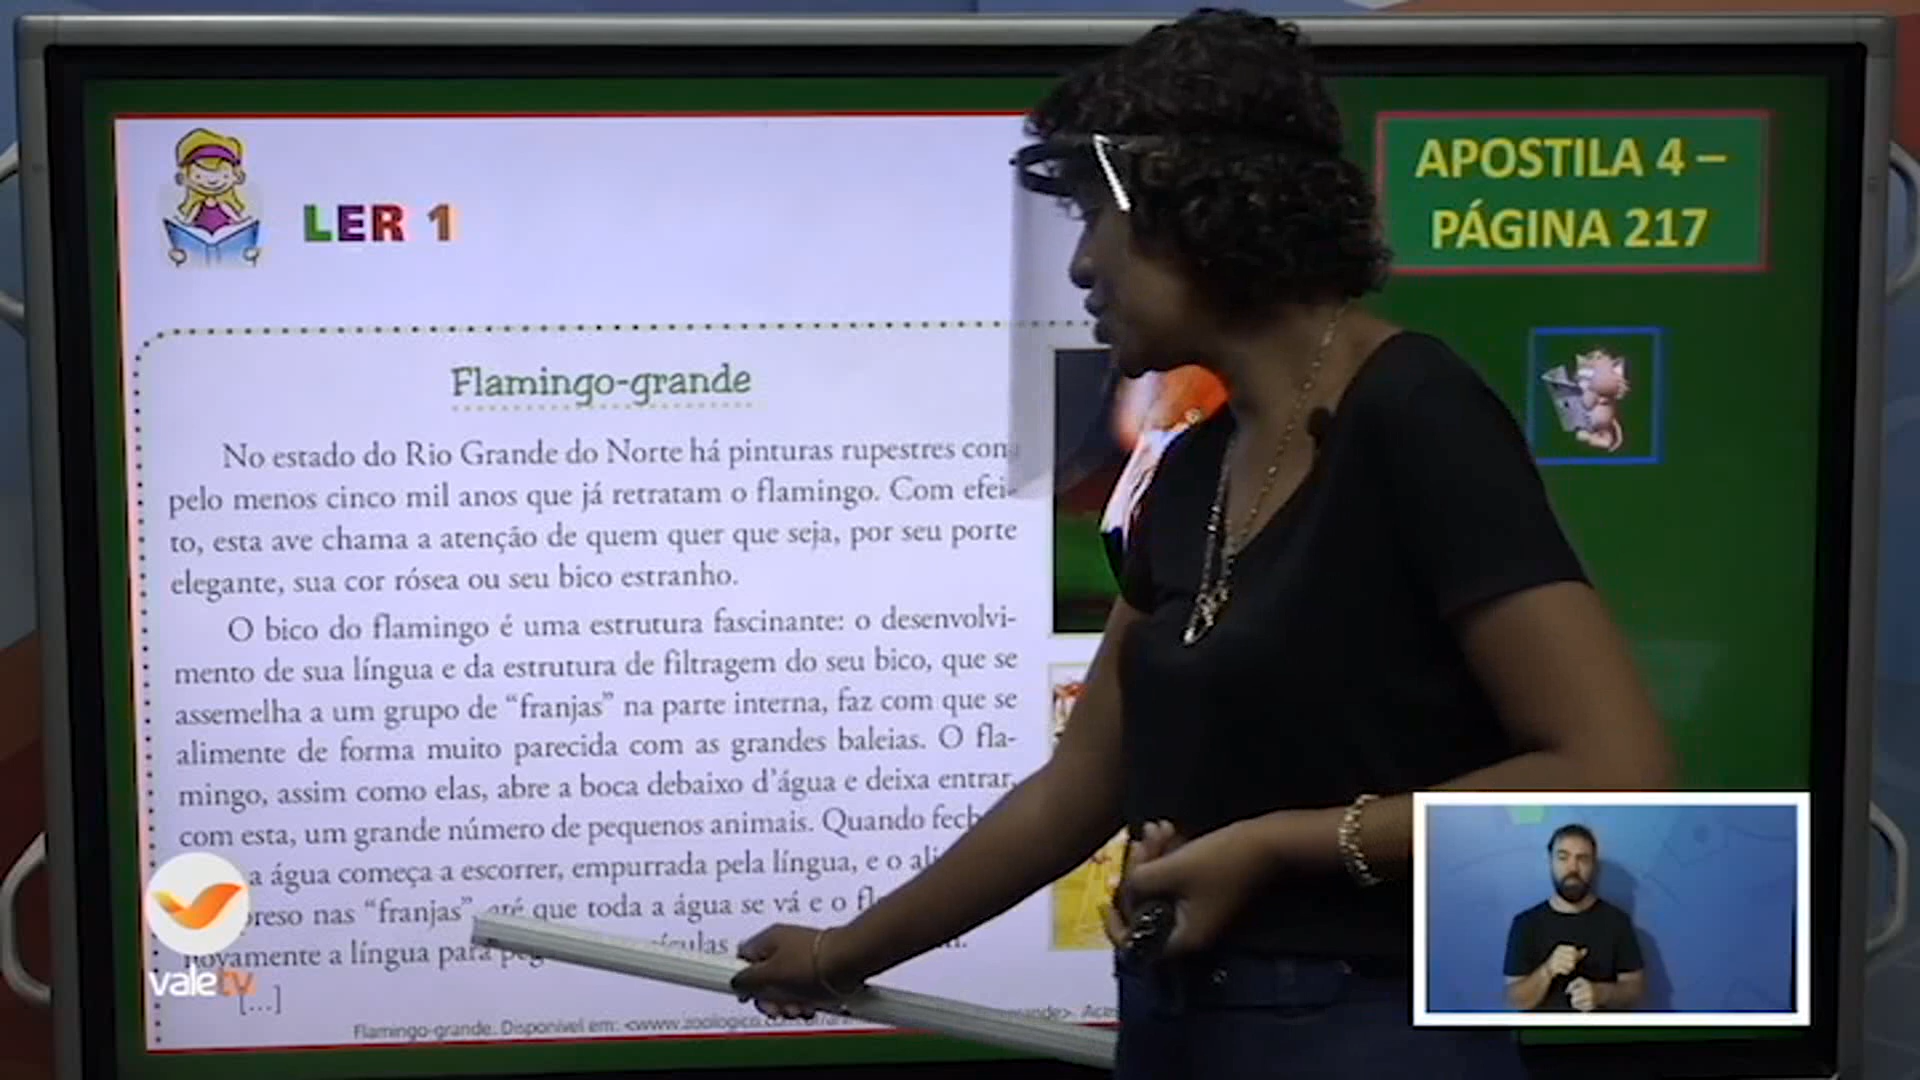 LER 1
APOSTILA 4 –
PÁGINA 217
Flamingo-grande
No estado do Rio Grande do Norte há pinturas rupestres com
pelo menos cinco mil anos que já retratam o flamingo. Com efei-
to, esta ave chama a atenção de quem quer que seja, por seu porte
elegante, sua cor rósea ou seu bico estranho.
O bico do flamingo é uma estrutura fascinante: o desenvolvi-
mento de sua língua e da estrutura de filtragem do seu bico, que se
assemelha a um grupo de “franjas” na parte interna, faz com que se
alimente de forma muito parecida com as grandes baleias. O fla-
mingo, assim como elas, abre a boca debaixo d’água e deixa entrar,
com esta, um grande número de pequenos animais. Quando
a água começa a escorrer, empurrada pela língua, e o
nas “franjas”, até que toda a água se vá e o
novamente a língua para
[...]
Flamingo-grande. Disponível em:
valetv